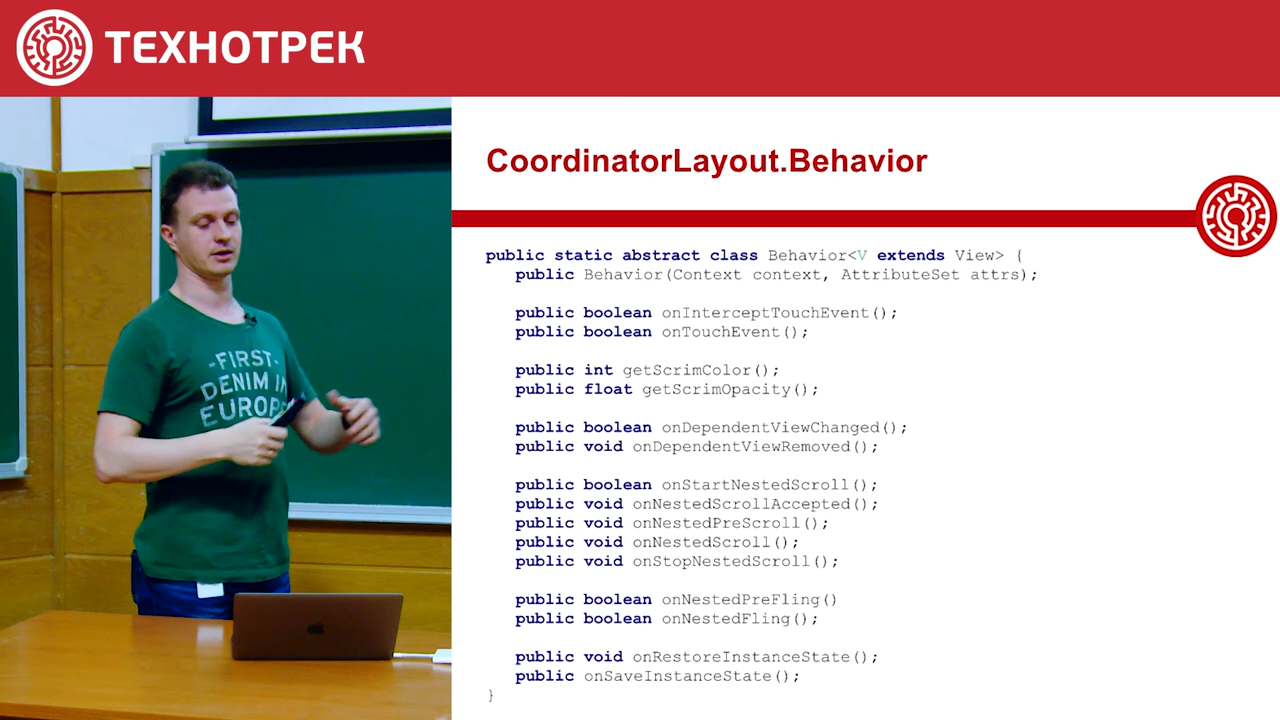 ТЕХНОТРЕК
CoordinatorLayout.Behavior
-FIRST-
DENIM IN
EUROPE
public static abstract class Behavior<V extends View> {
public Behavior(Context context, AttributeSet attrs);
public boolean onInterceptTouchEvent();
public boolean onTouchEvent();
public int getScrimColor();
public float getScrimOpacity();
public boolean onDependentViewChanged();
public void onDependentViewRemoved();
public boolean onStartNestedScroll();
public void onNestedScrollAccepted();
public void onNestedPreScroll();
public void onNestedScroll();
public void onStopNestedScroll();
public boolean onNestedPreFling()
public boolean onNestedFling();
public void onRestoreInstanceState();
public onSaveInstanceState();
}